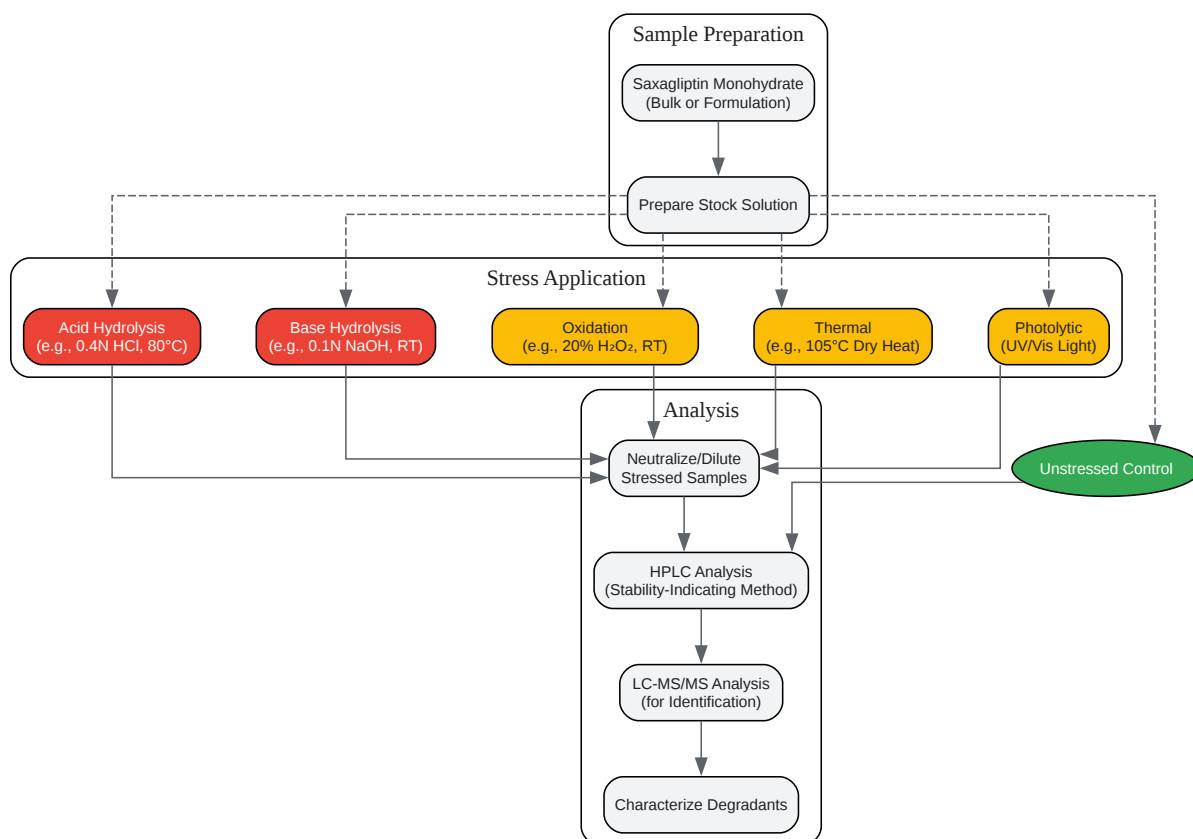 Sample Preparation
Saxagliptin Monohydrate
(Bulk or Formulation)
Prepare Stock Solution
Stress Application
Acid Hydrolysis
(e.g., 0.4N HCl, 80°C)
Base Hydrolysis
(e.g., 0.1N NaOH, RT)
Oxidation
(e.g., 20% H₂O₂, RT)
Thermal
(e.g., 105°C Dry Heat)
Photolytic
(UV/Vis Light)
Analysis
Neutralize/Dilute
Stressed Samples
Unstressed Control
HPLC Analysis
(Stability-Indicating Method)
LC-MS/MS Analysis
(for Identification)
Characterize Degradants